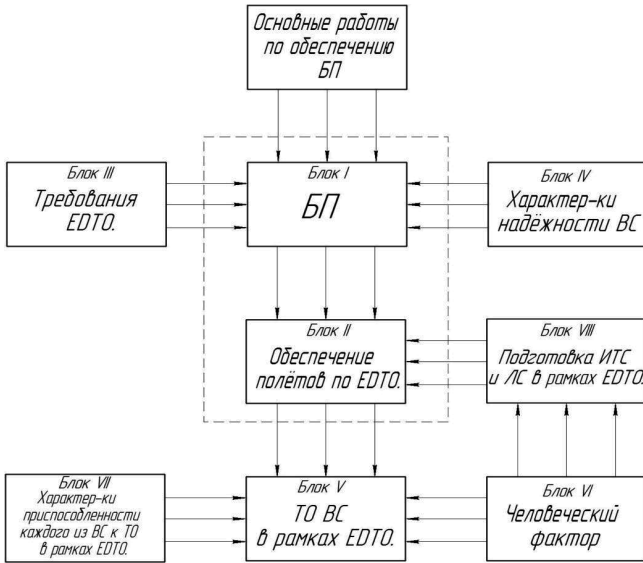 Основные работы
по обеспечению
БП
Блок III
Требования
EDTO.
Блок I
БП
Блок IV
Характер-ки
надёжности ВС
Блок II
Обеспечение
полётов по EDTO.
Блок VIII
Подготовка ИТС
и ЛС в рамках EDTO.
Блок VII
Характер-ки
приспособленности
каждого из ВС к ТО
в рамках EDTO.
Блок V
ТО ВС
в рамках EDTO.
Блок VI
Человеческий
фактор